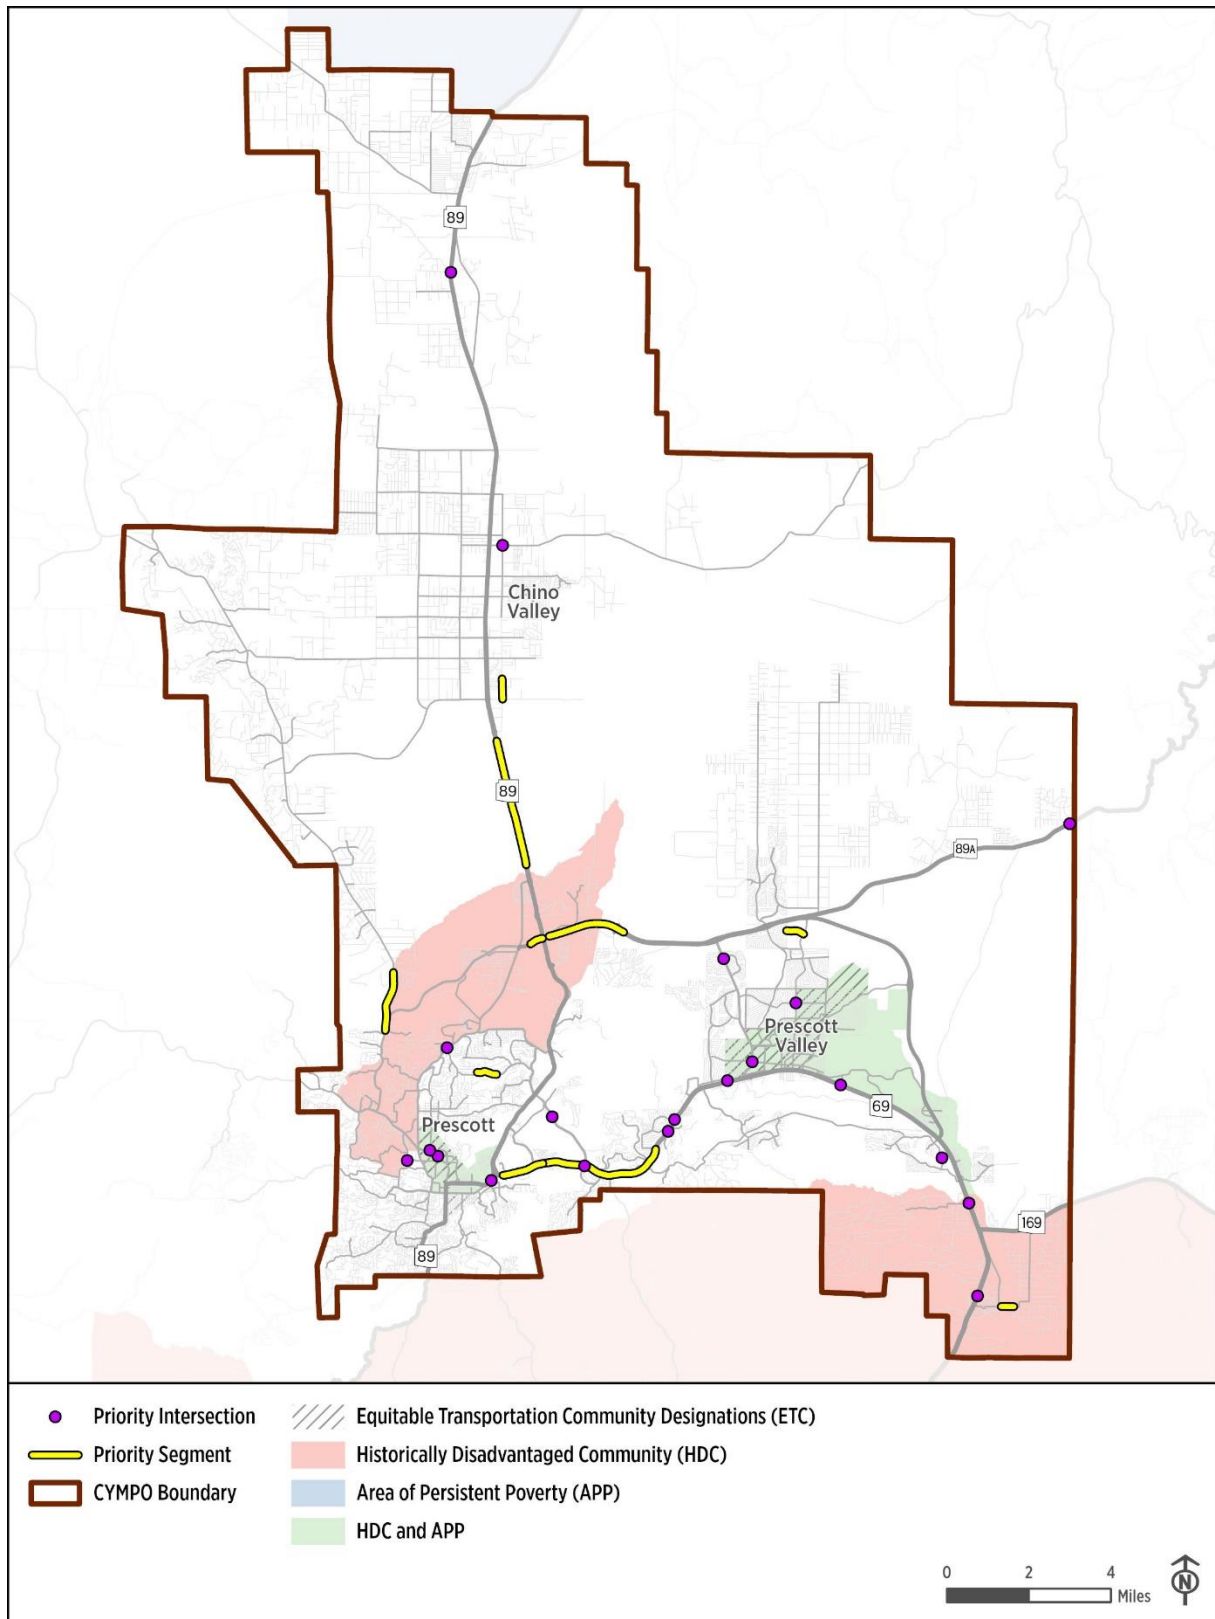 89
Chino
Valley
89
89A
Prescott
Valley
69
Prescott
169
89
Priority Intersection
Priority Segment
CYMPO Boundary
Equitable Transportation Community Designations (ETC)
Historically Disadvantaged Community (HDC)
Area of Persistent Poverty (APP)
HDC and APP
0 2 4
Miles
N